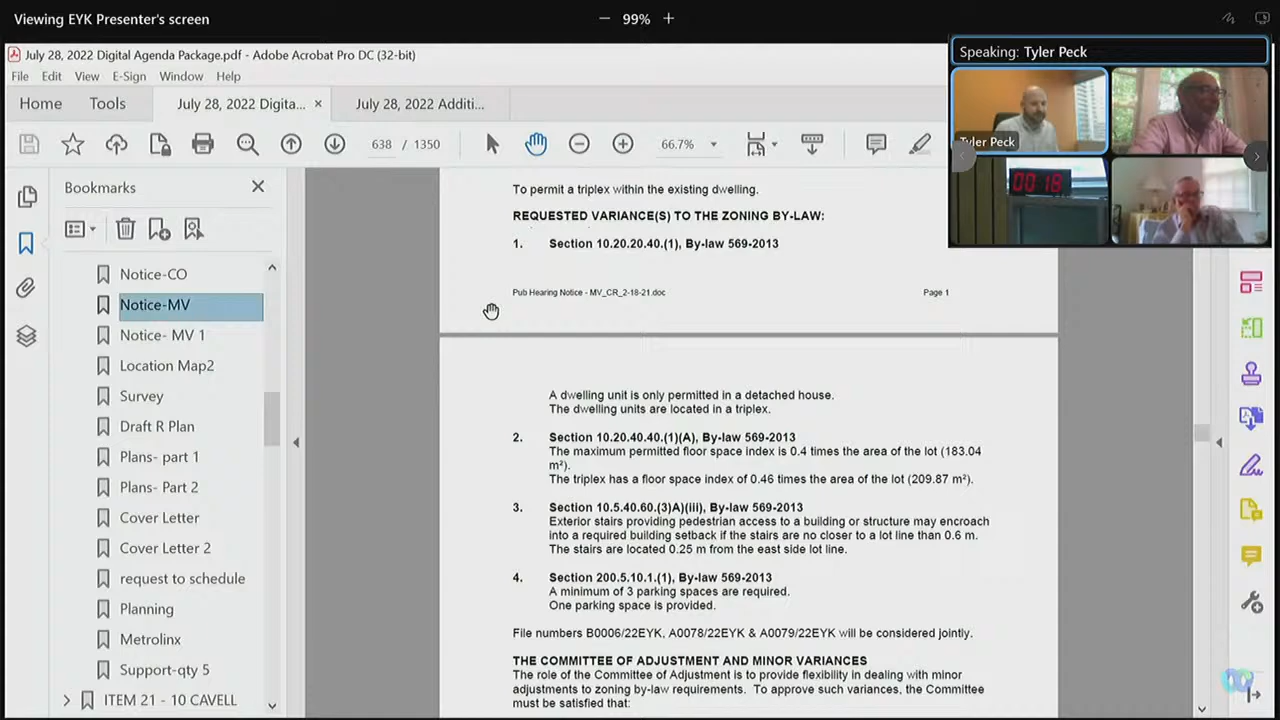 Viewing EYK Presenter's screen
99%
July 28, 2022 Digital Agenda Package.pdf - Adobe Acrobat Pro DC (32-bit)
File Edit View E-Sign Window Help
Home Tools July 28, 2022 Digita... July 28, 2022 Additi...
638 / 1350 66.7%
Speaking: Tyler Peck
Tyler Peck
00 18
Bookmarks
Notice-CO
Notice-MV
Notice- MV 1
Location Map2
Survey
Draft R Plan
Plans- part 1
Plans- Part 2
Cover Letter
Cover Letter 2
request to schedule
Planning
Metrolinx
Support-qty 5
ITEM 21 - 10 CAVELL
To permit a triplex within the existing dwelling.
REQUESTED VARIANCE(S) TO THE ZONING BY-LAW:
1. Section 10.20.20.40.(1), By-law 569-2013
Pub Hearing Notice - MV_CR_2-18-21.doc Page 1
A dwelling unit is only permitted in a detached house.
The dwelling units are located in a triplex.
2. Section 10.20.40.40.(1)(A), By-law 569-2013
The maximum permitted floor space index is 0.4 times the area of the lot (183.04
m²).
The triplex has a floor space index of 0.46 times the area of the lot (209.87 m²).
3. Section 10.5.40.60.(3)A)(iii), By-law 569-2013
Exterior stairs providing pedestrian access to a building or structure may encroach
into a required building setback if the stairs are no closer to a lot line than 0.6 m.
The stairs are located 0.25 m from the east side lot line.
4. Section 200.5.10.1.(1), By-law 569-2013
A minimum of 3 parking spaces are required.
One parking space is provided.
File numbers B0006/22EYK, A0078/22EYK & A0079/22EYK will be considered jointly.
THE COMMITTEE OF ADJUSTMENT AND MINOR VARIANCES
The role of the Committee of Adjustment is to provide flexibility in dealing with minor
adjustments to zoning by-law requirements. To approve such variances, the Committee
must be satisfied that: